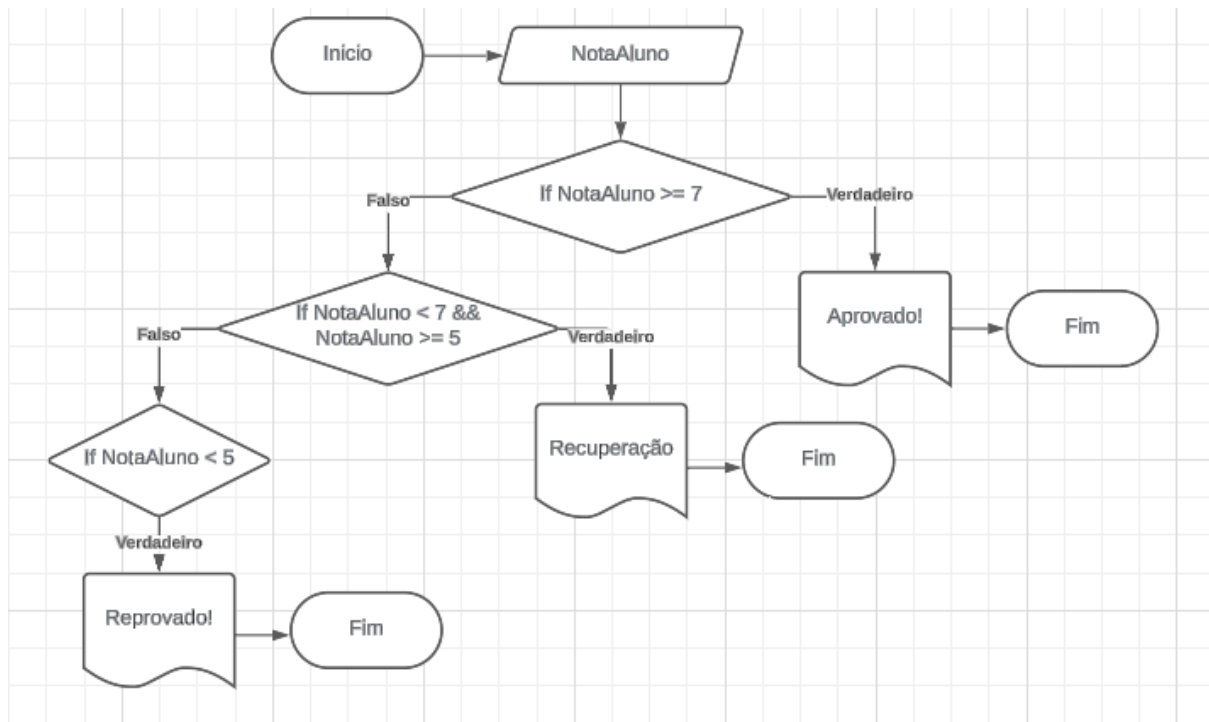 Inicio
NotaAluno
If NotaAluno >= 7
Falso
Verdadeiro
If NotaAluno < 7 &&
NotaAluno >= 5
Aprovado!
Fim
Falso
Verdadeiro
If NotaAluno < 5
Recuperação
Fim
Verdadeiro
Reprovado!
Fim